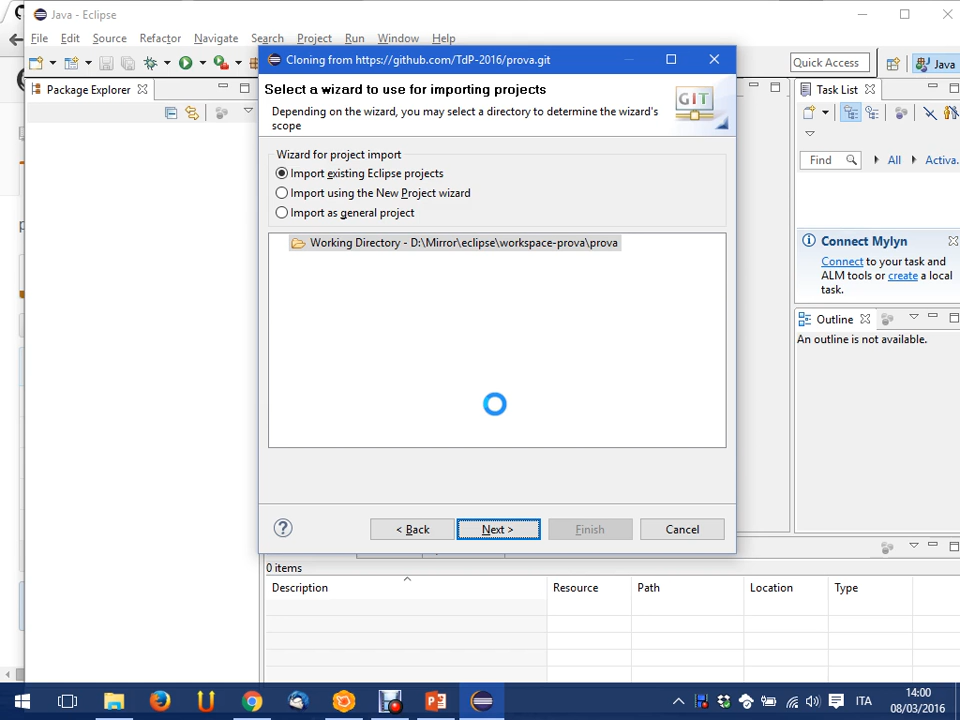 Java - Eclipse
File Edit Source Refactor Navigate Search Project Run Window Help
Quick Access
Java
Package Explorer
Task List
Find
All
Activa.
Connect Mylyn
Connect to your task and
ALM tools or create a local
task.
Outline
An outline is not available.
Cloning from https://github.com/TdP-2016/prova.git
Select a wizard to use for importing projects
Depending on the wizard, you may select a directory to determine the wizard's
scope
GIT
Wizard for project import
Import existing Eclipse projects
Import using the New Project wizard
Import as general project
Working Directory - D:\Mirror\eclipse\workspace-prova\prova
?
< Back
Next >
Finish
Cancel
0 items
Description Resource Path Location Type
ITA
14:00
08/03/2016